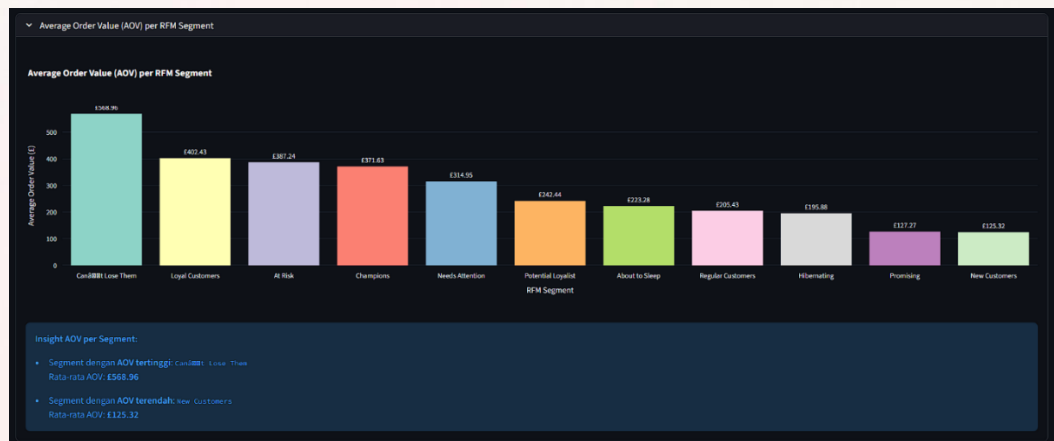 Average Order Value (AOV) per RFM Segment
Average Order Value (AOV) per RFM Segment
Average Order Value (£)
500
400
300
200
100
0
£568.96
£402.43
£387.24
£371.63
£314.95
£242.44
£223.28
£205.43
£195.88
£127.27
£125.32
Lose Them
Loyal Customers
At Risk
Champions
Needs Attention
Potential Loyalist
About to Sleep
Regular Customers
Hibernating
Promising
New Customers
RFM Segment
Insight AOV per Segment:
• Segment dengan AOV tertinggi: Lose Them
Rata-rata AOV: £568.96
• Segment dengan AOV terendah: New Customers
Rata-rata AOV: £125.32